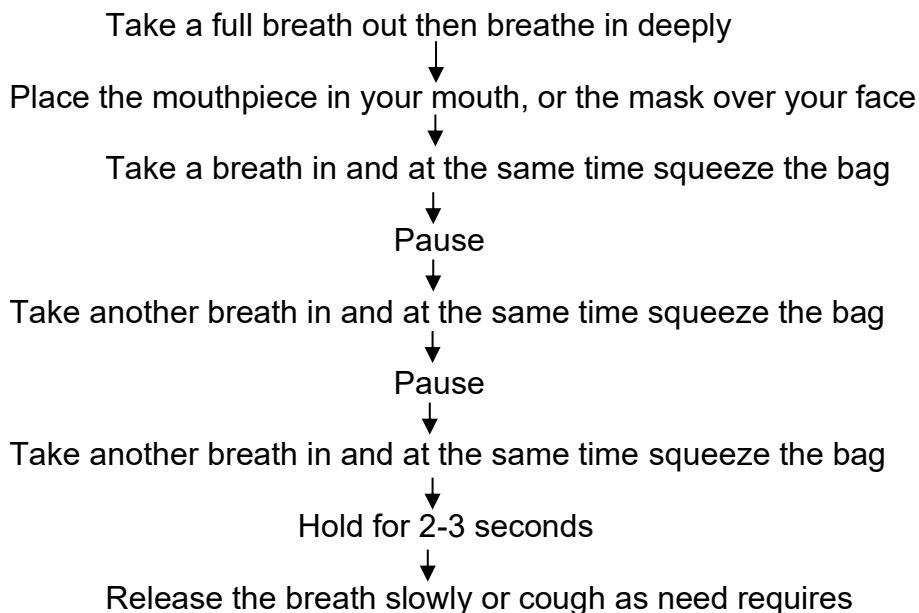 Take a full breath out then breathe in deeply
Place the mouthpiece in your mouth, or the mask over your face
Take a breath in and at the same time squeeze the bag
Pause
Take another breath in and at the same time squeeze the bag
Pause
Take another breath in and at the same time squeeze the bag
Hold for 2-3 seconds
Release the breath slowly or cough as need requires